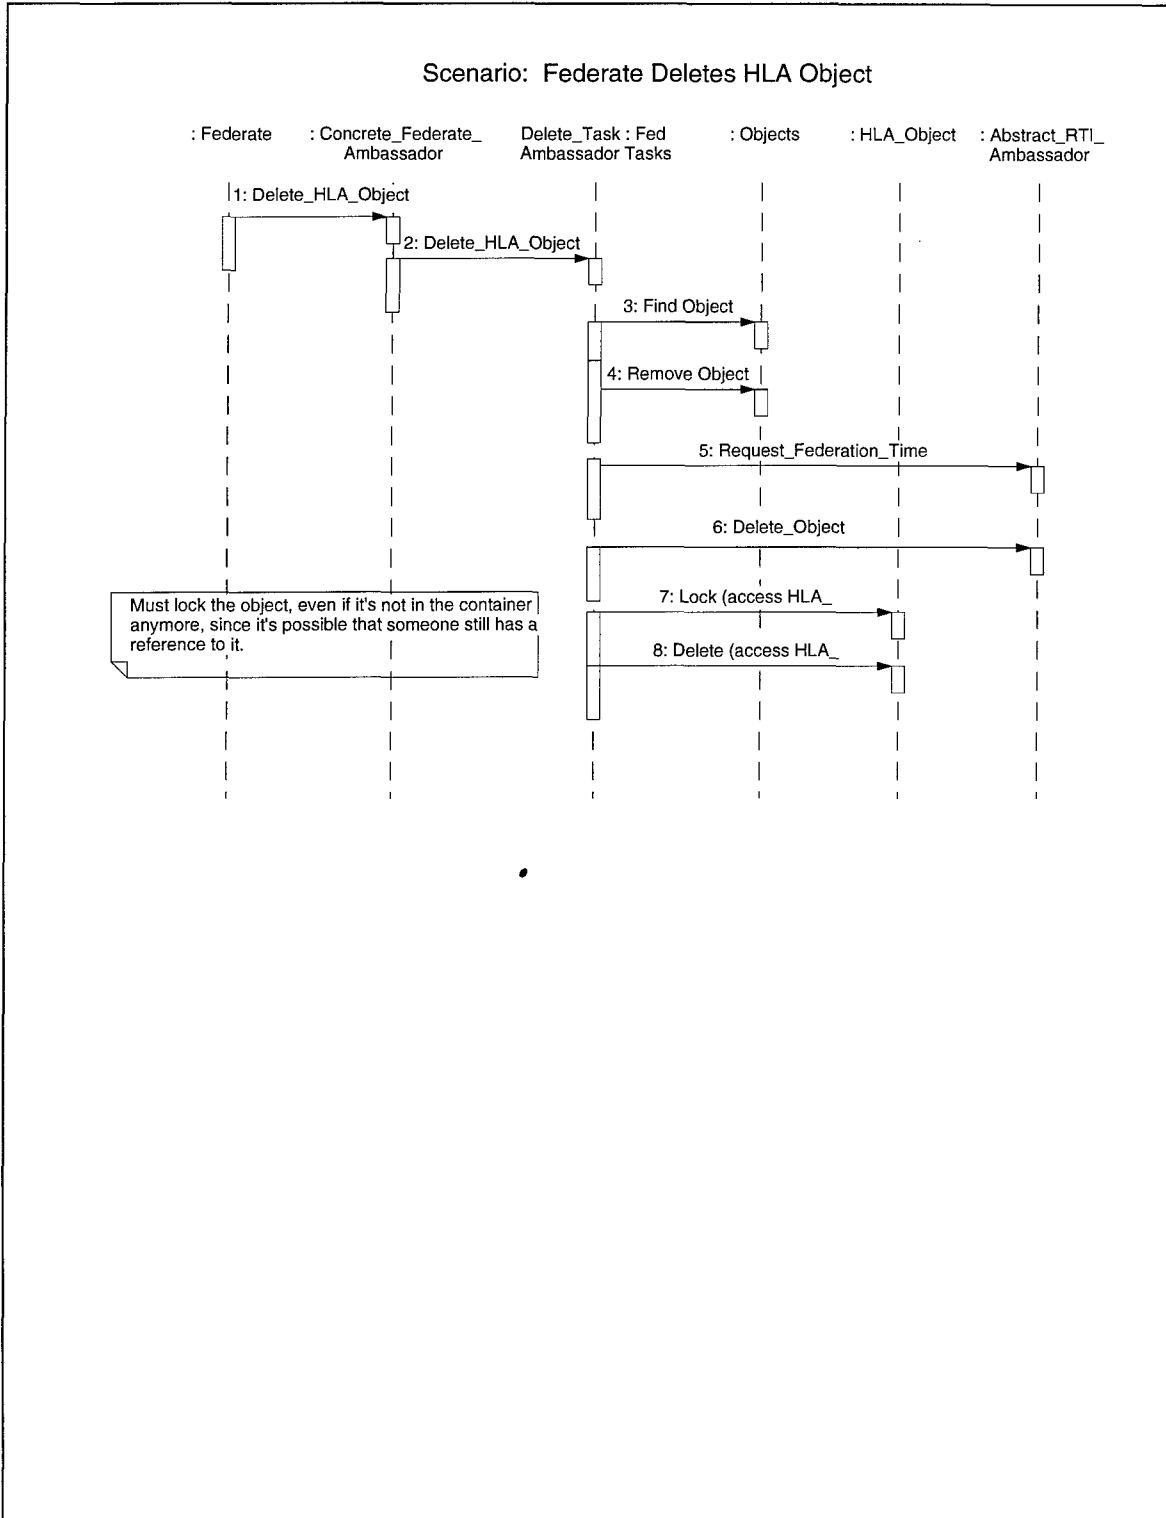 Scenario: Federate Deletes HLA Object
: Federate
: Concrete_Federate_
Ambassador
Delete_Task : Fed
Ambassador Tasks
: Objects
: HLA_Object
: Abstract_RTI_
Ambassador
1: Delete_HLA_Object
2: Delete_HLA_Object
3: Find Object
4: Remove Object
5: Request_Federation_Time
6: Delete_Object
7: Lock (access HLA_
8: Delete (access HLA_
Must lock the object, even if it's not in the container
anymore, since it's possible that someone still has a
reference to it.